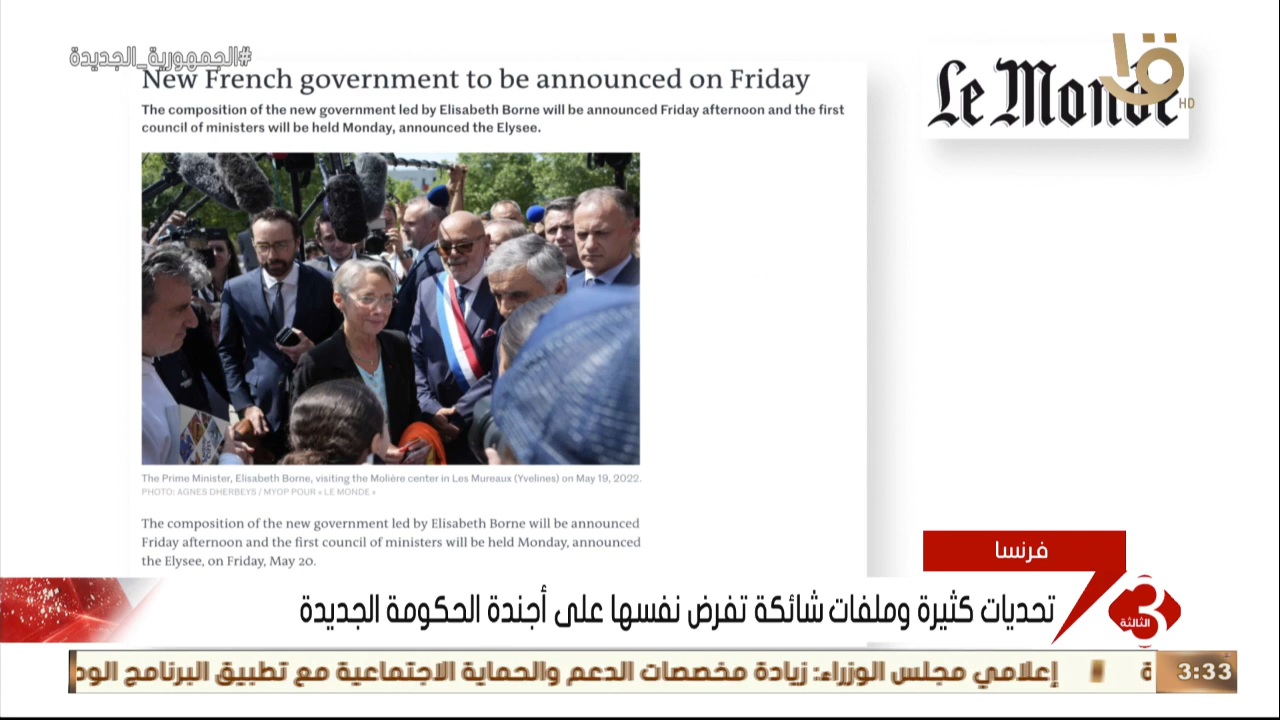 #الجمهورية_الجديدة
New French government to be announced on Friday
The composition of the new government led by Elisabeth Borne will be announced Friday afternoon and the first
council of ministers will be held Monday, announced the Elysee.
Le Monde
HD
The Prime Minister, Elisabeth Borne, visiting the Molière center in Les Mureaux (Yvelines) on May 19, 2022.
PHOTO: AGNES DHERBEYS / MYOP POUR « LE MONDE »
The composition of the new government led by Elisabeth Borne will be announced
Friday afternoon and the first council of ministers will be held Monday, announced
the Elysee, on Friday, May 20.
فرنسا
تحديات كثيرة وملفات شائكة تفرض نفسها على أجندة الحكومة الجديدة
3 الثالثة
إعلامي مجلس الوزراء: زيادة مخصصات الدعم والحماية الاجتماعية مع تطبيق البرنامج
3:33